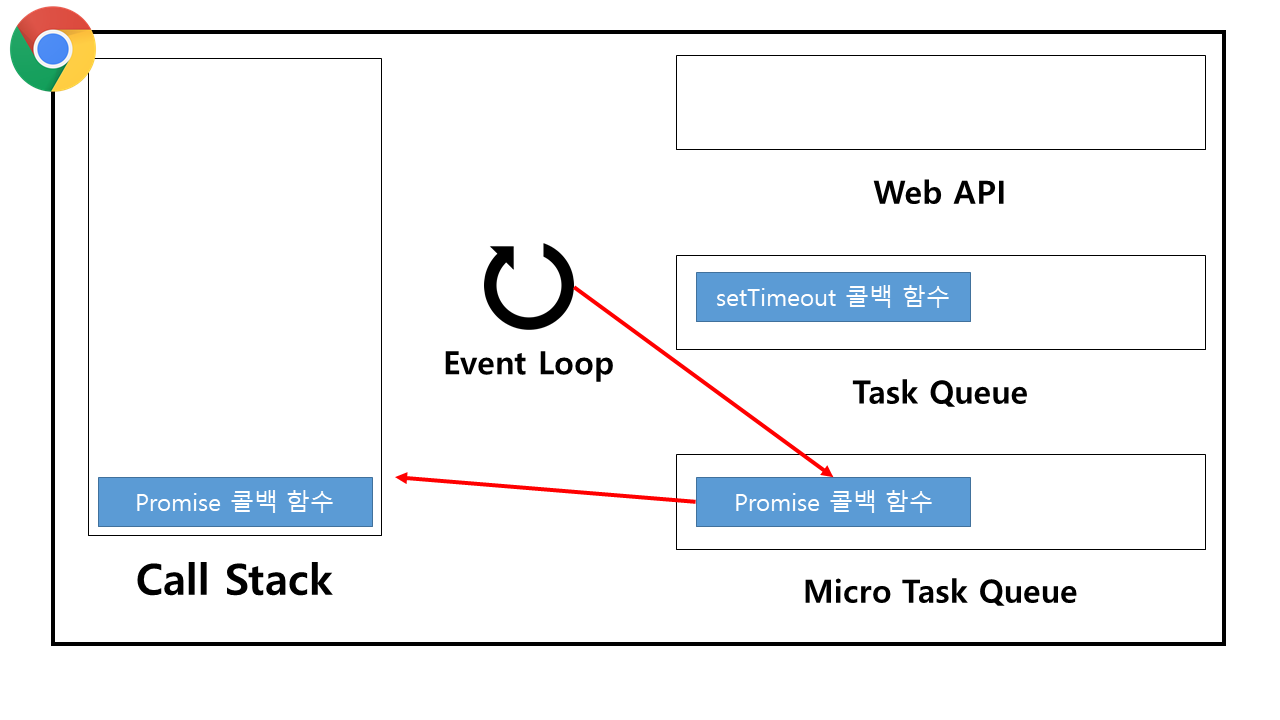 Web API
setTimeout 콜백 함수
Event Loop
Task Queue
Promise 콜백 함수
Promise 콜백 함수
Call Stack
Micro Task Queue